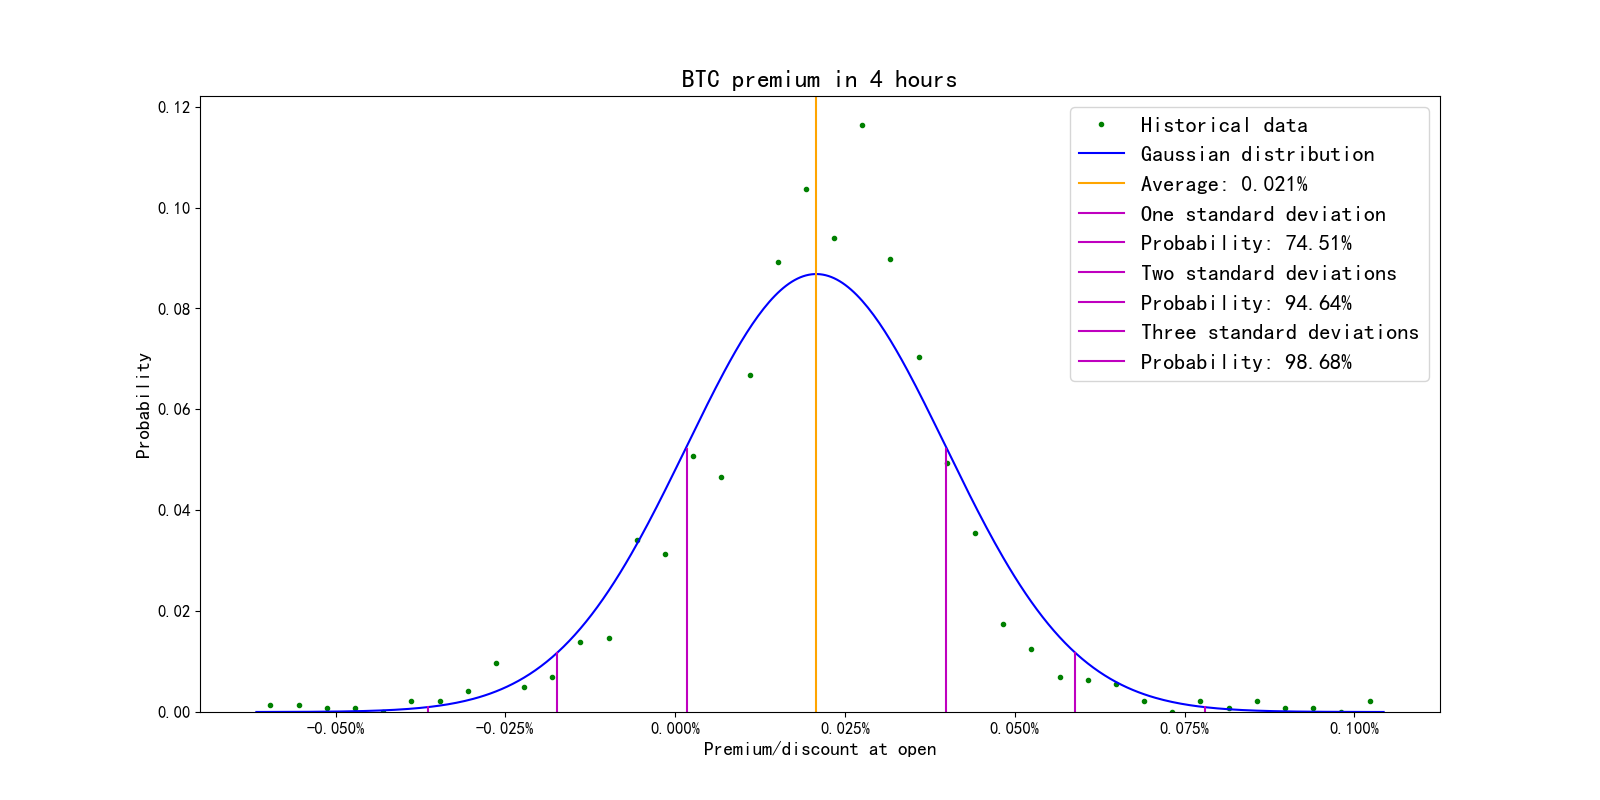 BTC premium in 4 hours
0.12
0.10
0.08
0.06
0.04
0.02
0.00
Probability
Historical data
Gaussian distribution
Average: 0.021%
One standard deviation
Probability: 74.51%
Two standard deviations
Probability: 94.64%
Three standard deviations
Probability: 98.68%
−0.050%
−0.025%
0.000%
0.025%
0.050%
0.075%
0.100%
Premium/discount at open